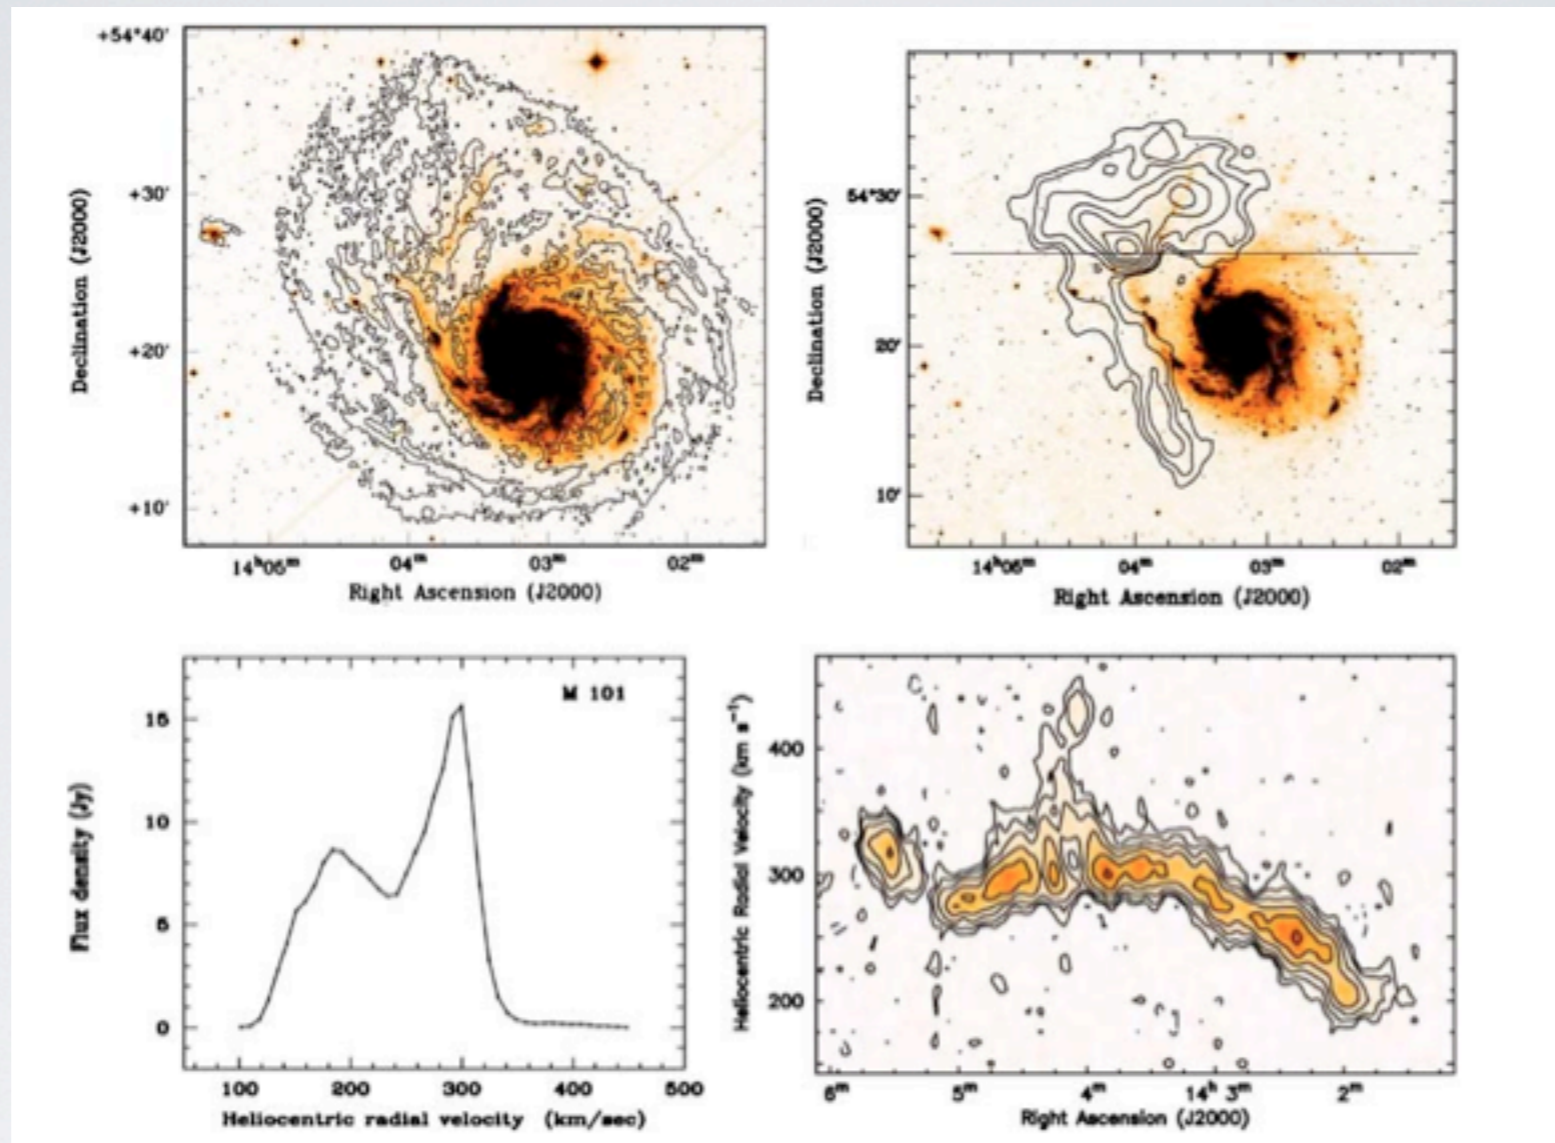 +54°40'
+30'
+20'
+10'
Declination (J2000)
14ʰ05ᵐ 04ᵐ 03ᵐ 02ᵐ
Right Ascension (J2000)
54°30'
20'
10'
Declination (J2000)
14ʰ05ᵐ 04ᵐ 03ᵐ 02ᵐ
Right Ascension (J2000)
M 101
15
10
5
0
Flux density (Jy)
100 200 300 400 500
Heliocentric radial velocity (km/sec)
400
300
200
Heliocentric Radial Velocity (km s⁻¹)
6ᵐ 5ᵐ 4ᵐ 14ʰ 3ᵐ 2ᵐ
Right Ascension (J2000)